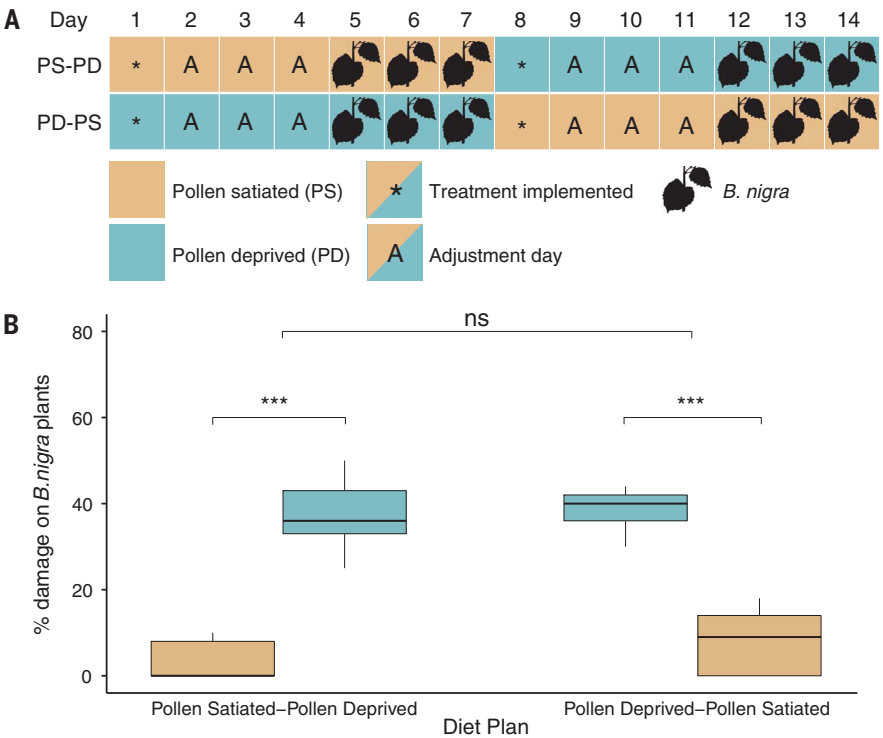 A Day 1 2 3 4 5 6 7 8 9 10 11 12 13 14
PS-PD * A A A * A A A
PD-PS * A A A * A A A
Pollen satiated (PS) * Treatment implemented B. nigra
Pollen deprived (PD) A Adjustment day
B
ns
80
60
40
20
0
*** ***
% damage on B.nigra plants
Pollen Satiated–Pollen Deprived Pollen Deprived–Pollen Satiated
Diet Plan